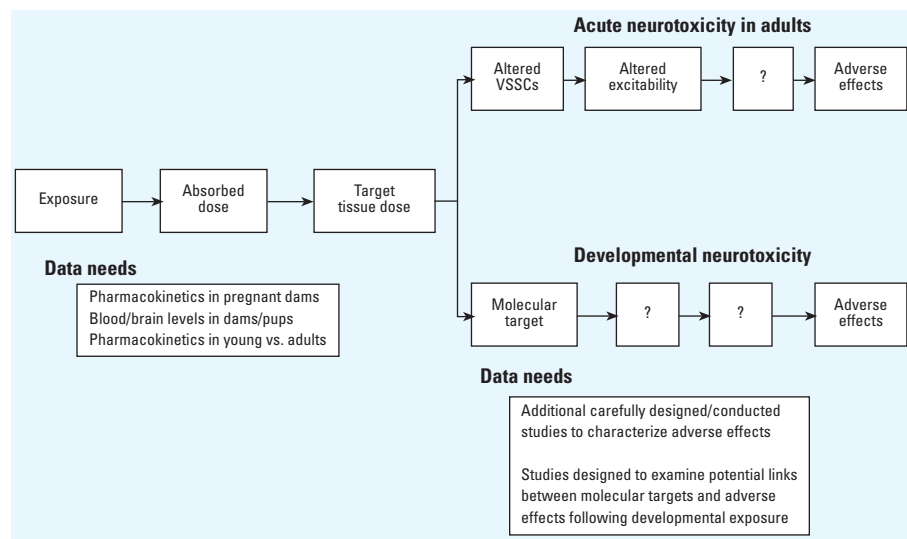 Acute neurotoxicity in adults
Altered
VSSCs
Altered
excitability
?
Adverse
effects
Exposure
Absorbed
dose
Target
tissue dose
Data needs
Pharmacokinetics in pregnant dams
Blood/brain levels in dams/pups
Pharmacokinetics in young vs. adults
Developmental neurotoxicity
Molecular
target
?
?
Adverse
effects
Data needs
Additional carefully designed/conducted
studies to characterize adverse effects
Studies designed to examine potential links
between molecular targets and adverse
effects following developmental exposure